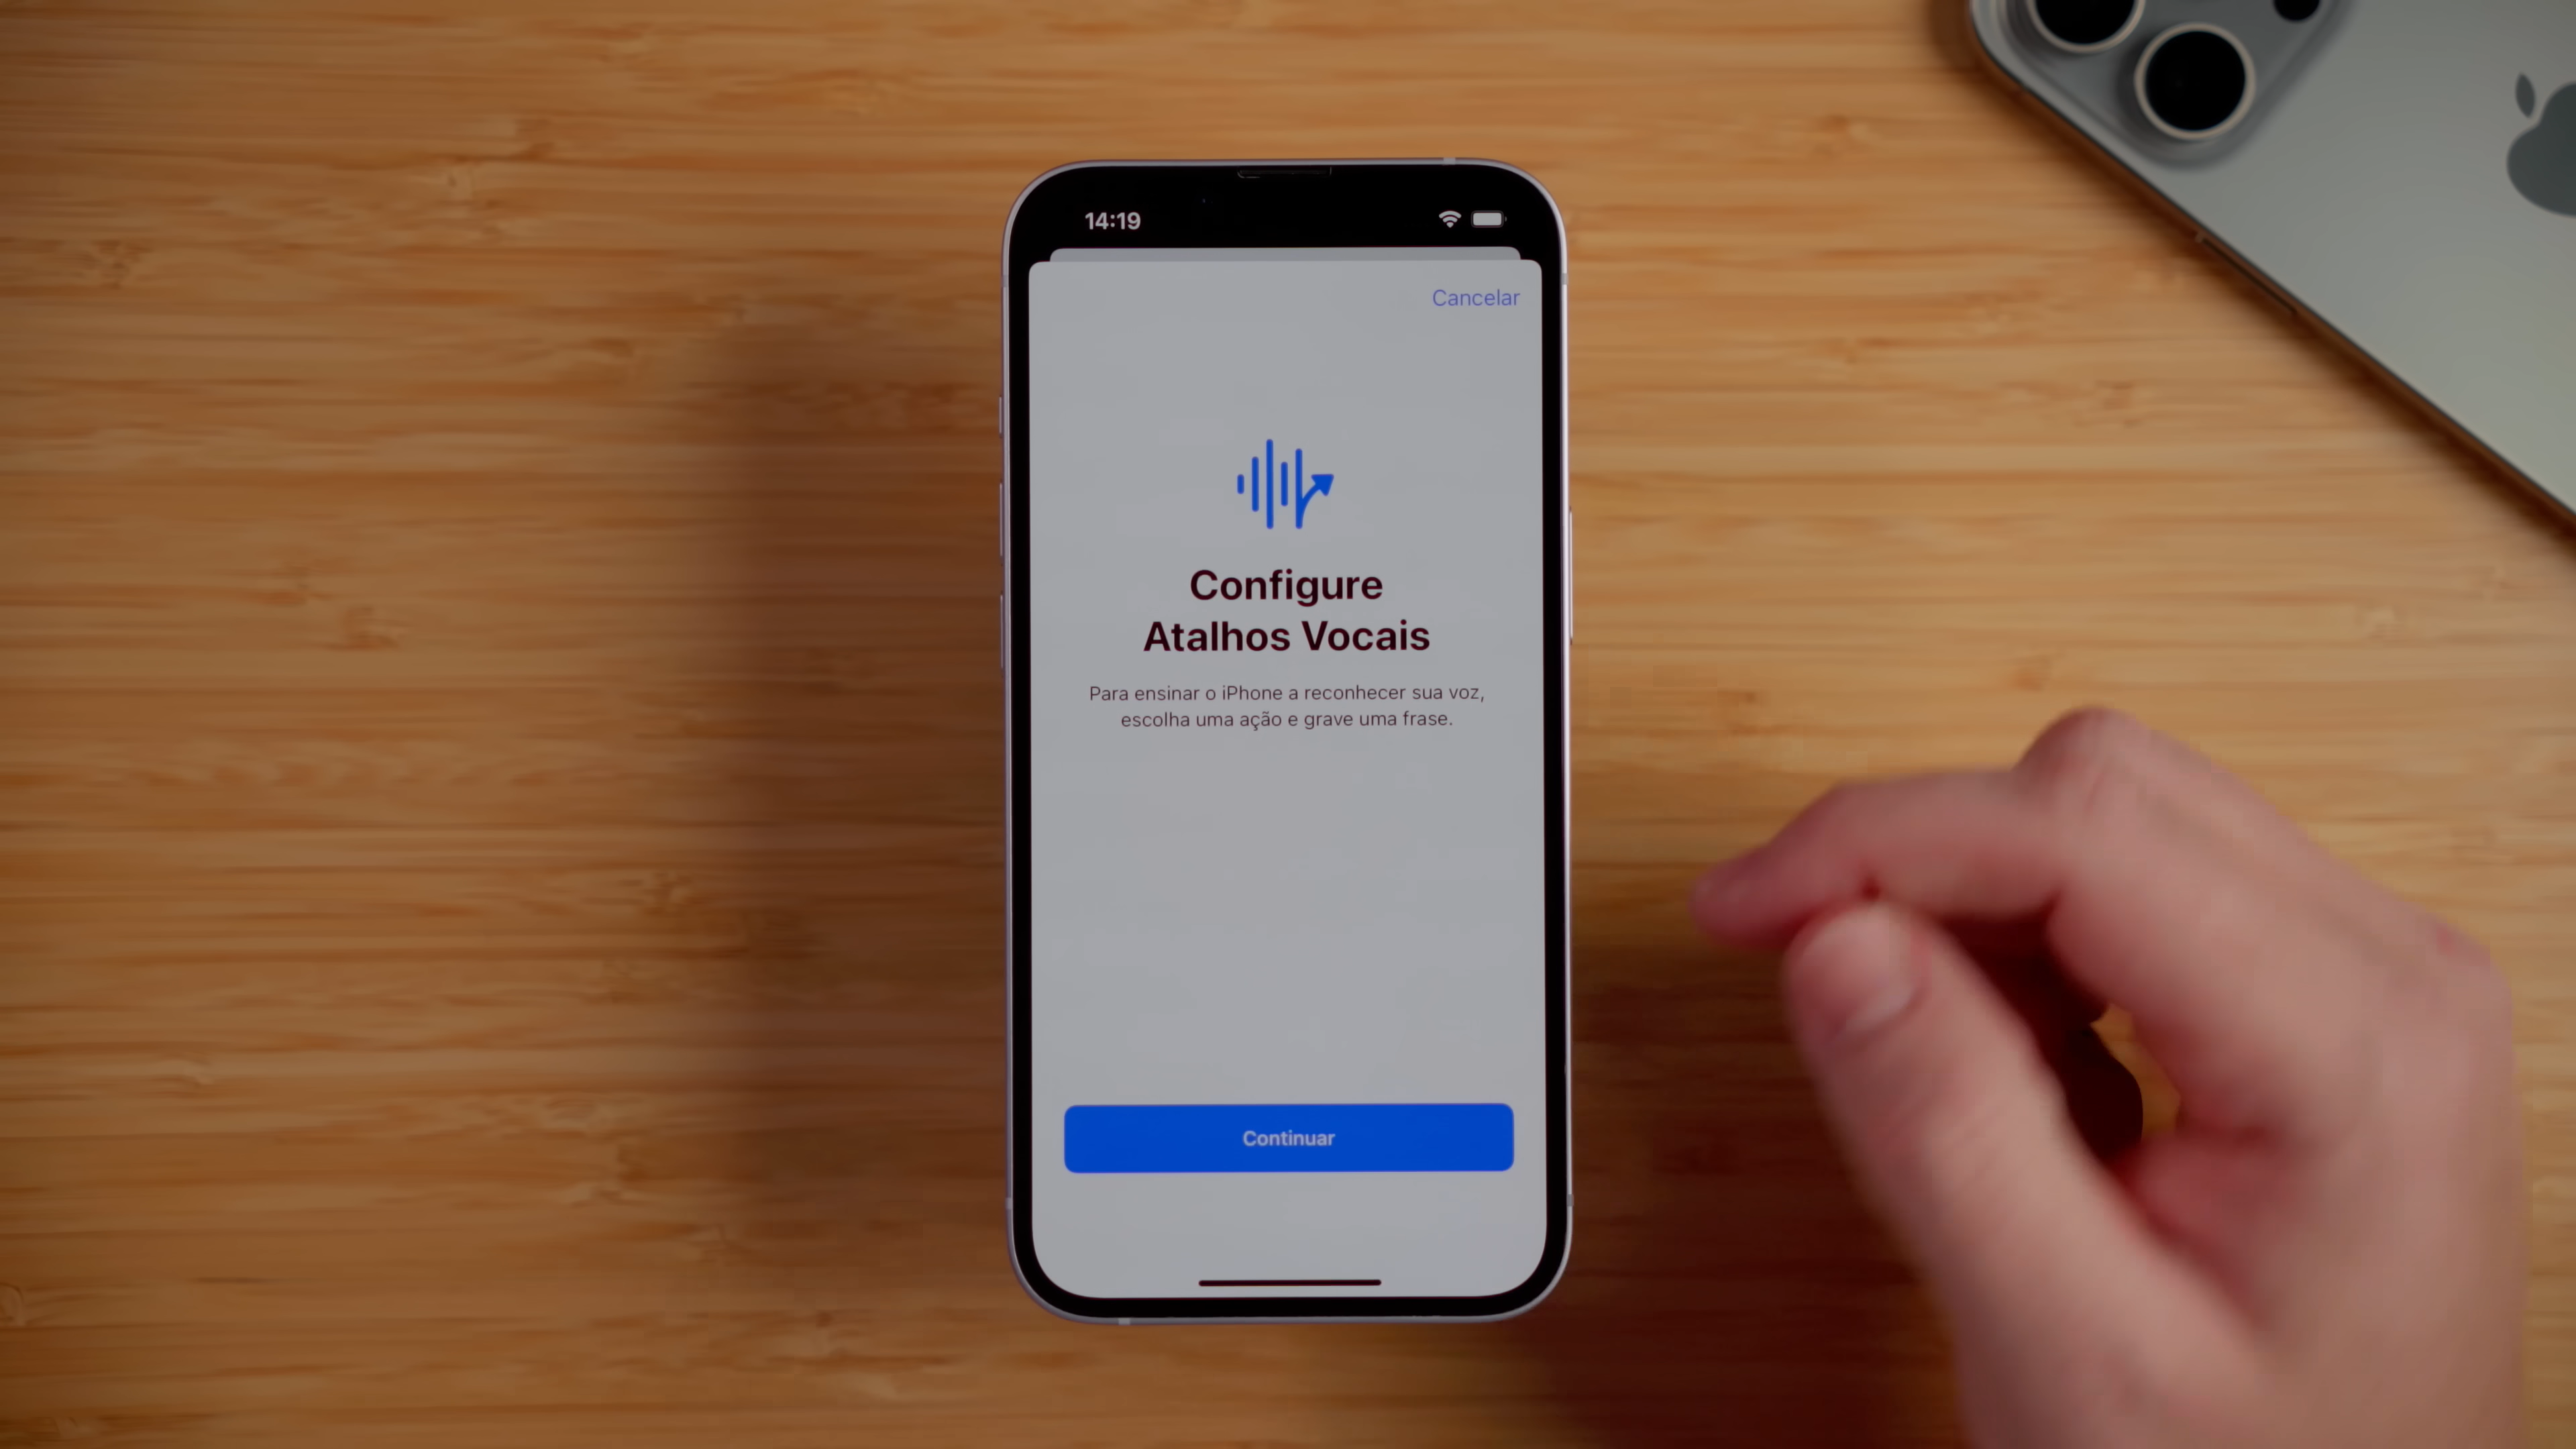 14:19
Cancelar
Configure
Atalhos Vocais
Para ensinar o iPhone a reconhecer sua voz,
escolha uma ação e grave uma frase.
Continuar